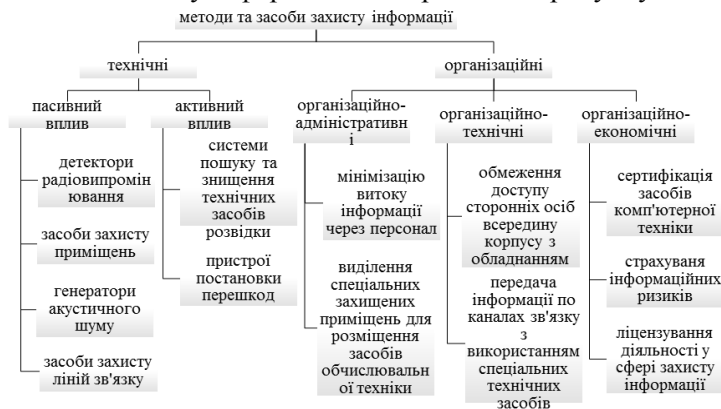 методи та засоби захисту інформації
технічні
організаційні
пасивний
вплив
активний
вплив
організаційно-
адміністративн
і
організаційно-
технічні
організаційно-
економічні
детектори
радіовипромін
ювання
засоби захисту
приміщень
генератори
акустичного
шуму
засоби захисту
ліній зв'язку
системи
пошуку та
знищення
технічних
засобів
розвідки
пристрої
постановки
перешкод
мінімізацію
витоку
інформації
через персонал
виділення
спеціальних
захищених
приміщень для
розміщення
засобів
обчислювальн
ої техніки
обмеження
доступу
сторонніх осіб
всередину
корпусу з
обладнанням
передача
інформації по
каналах зв'язку
з
використанням
спеціальних
технічних
засобів
сертифікація
засобів
комп'ютерної
техніки
страхуваня
інформаційних
ризиків
ліцензування
діяльності у
сфері захисту
інформації